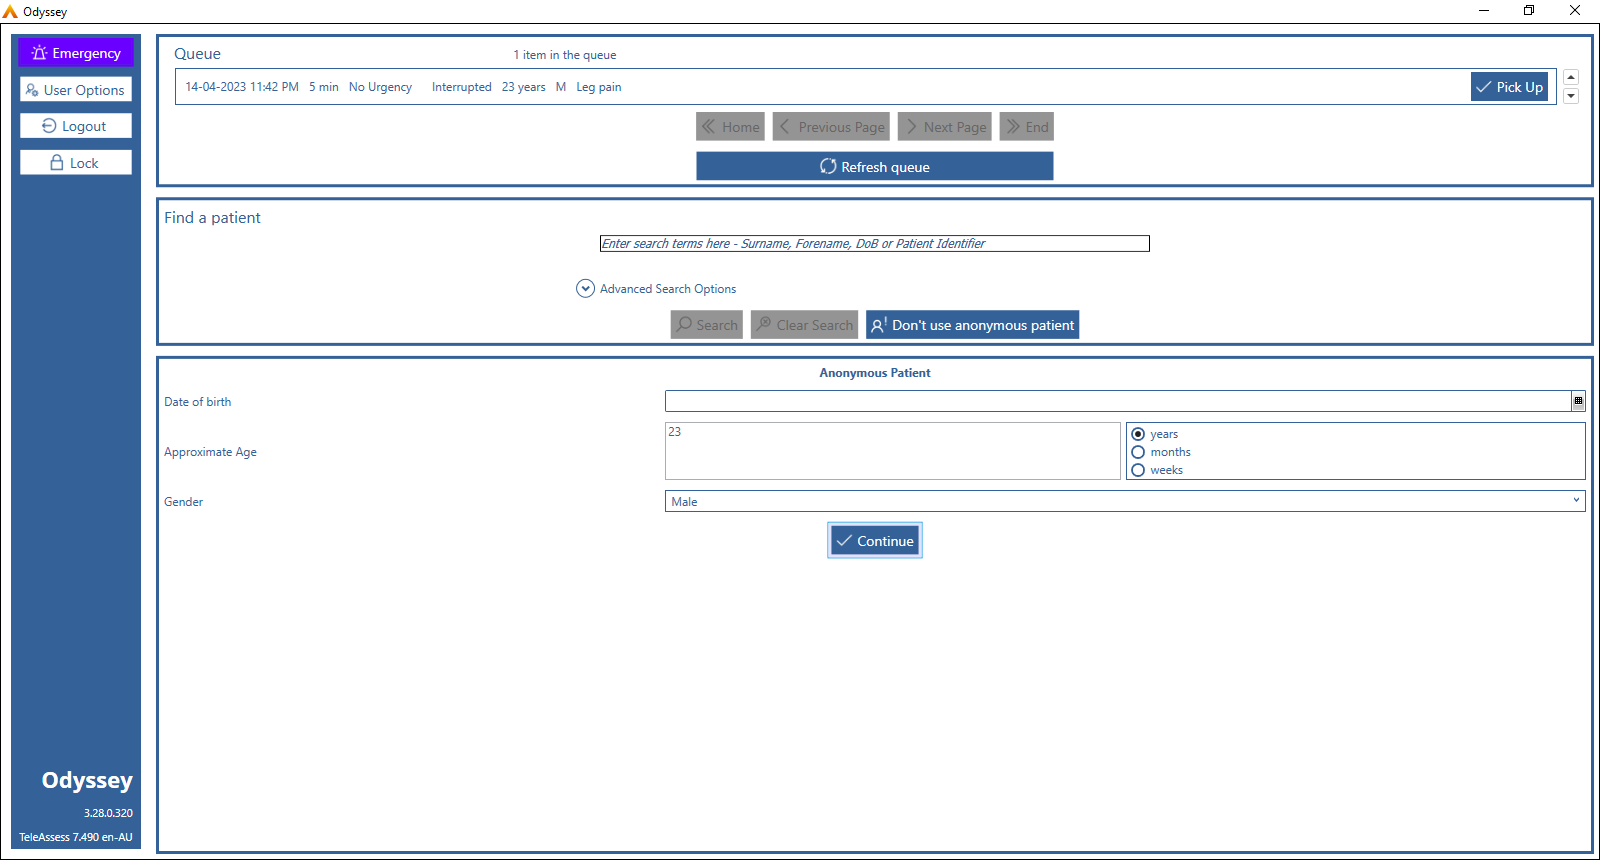 Odyssey
Emergency
User Options
Logout
Lock
Queue 1 item in the queue
14-04-2023 11:42 PM 5 min No Urgency Interrupted 23 years M Leg pain Pick Up
Home Previous Page Next Page End
Refresh queue
Find a patient
Enter search terms here - Surname, Forename, DoB or Patient Identifier
Advanced Search Options
Search Clear Search Don't use anonymous patient
Anonymous Patient
Date of birth
Approximate Age 23
years
months
weeks
Gender Male
Continue
Odyssey
3.28.0.320
TeleAssess 7.490 en-AU